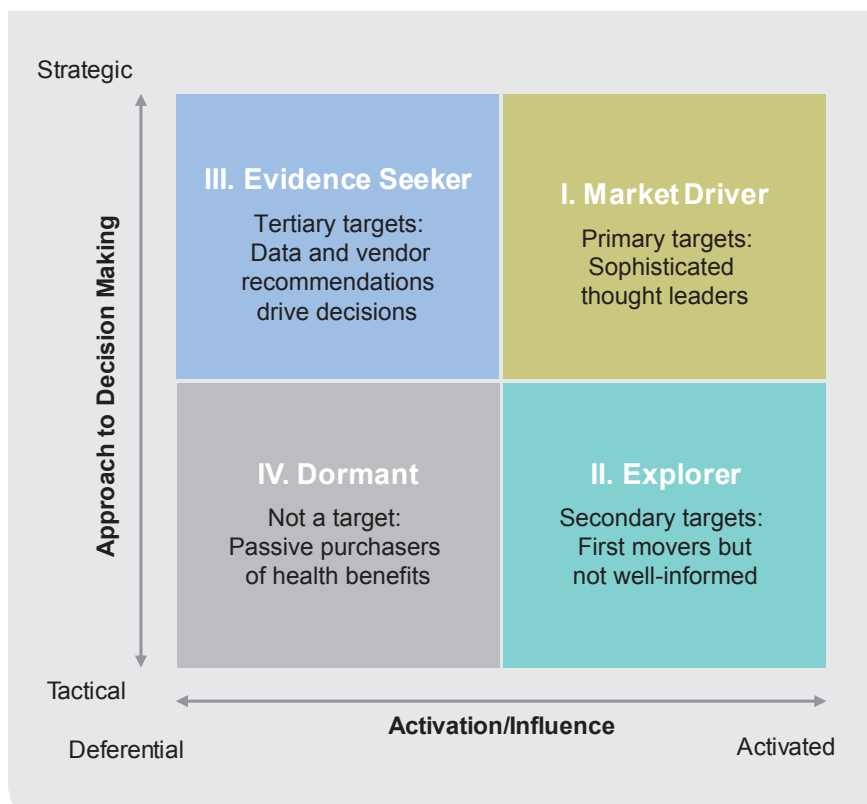 Strategic
III. Evidence Seeker
Tertiary targets:
Data and vendor
recommendations
drive decisions
I. Market Driver
Primary targets:
Sophisticated
thought leaders
Approach to Decision Making
IV. Dormant
Not a target:
Passive purchasers
of health benefits
II. Explorer
Secondary targets:
First movers but
not well-informed
Tactical
Activation/Influence
Deferential
Activated